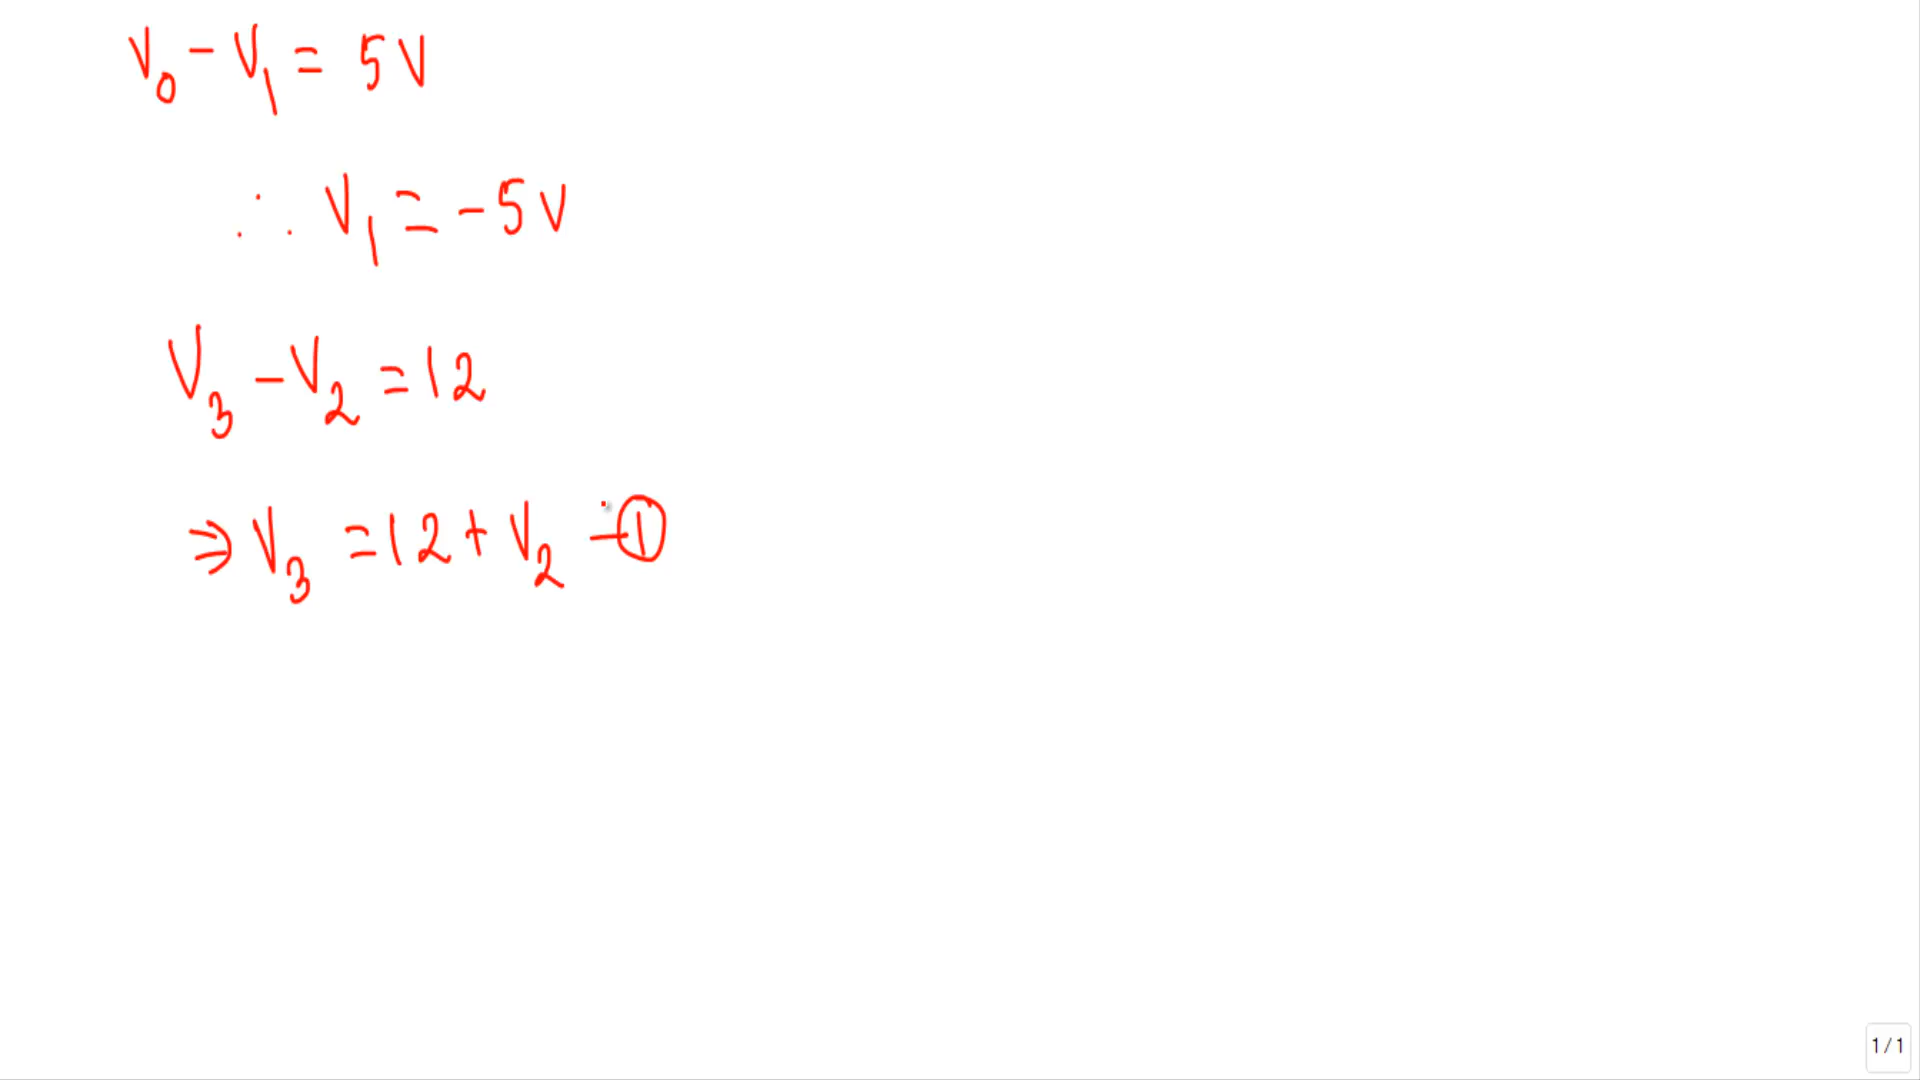 V₀ - V₁ = 5V
∴ V₁ = -5V
V₃ - V₂ = 12
⇒ V₃ = 12 + V₂ - ①
1 / 1